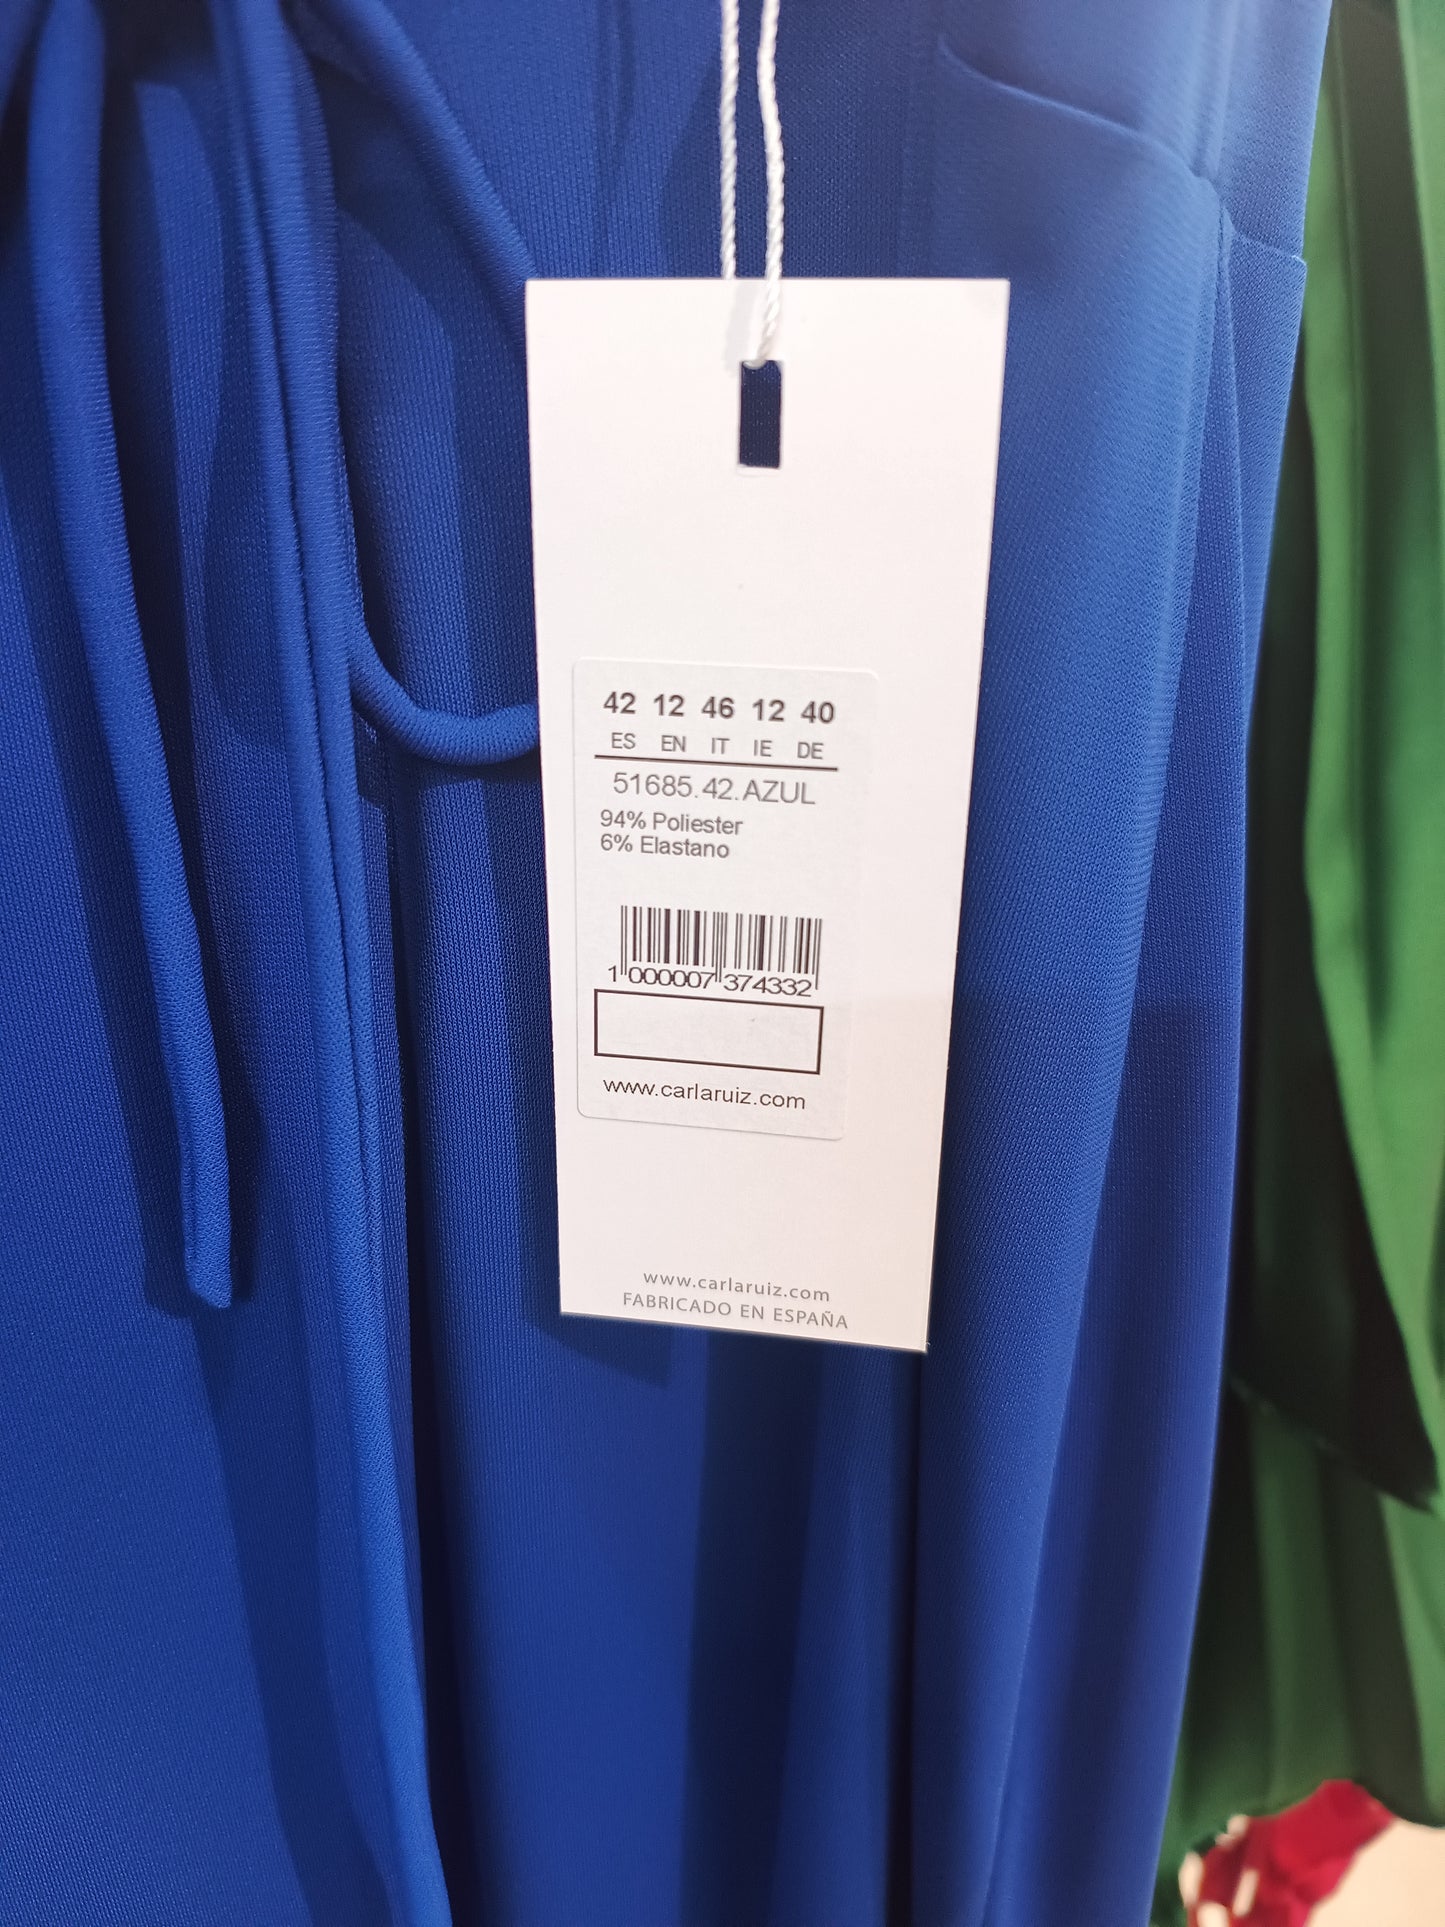 42 12 46 12 40
ES EN IT IE DE
51685.42.AZUL
94% Poliester
6% Elastano
1 000007 374332
www.carlaruiz.com
www.carlaruiz.com
FABRICADO EN ESPAÑA